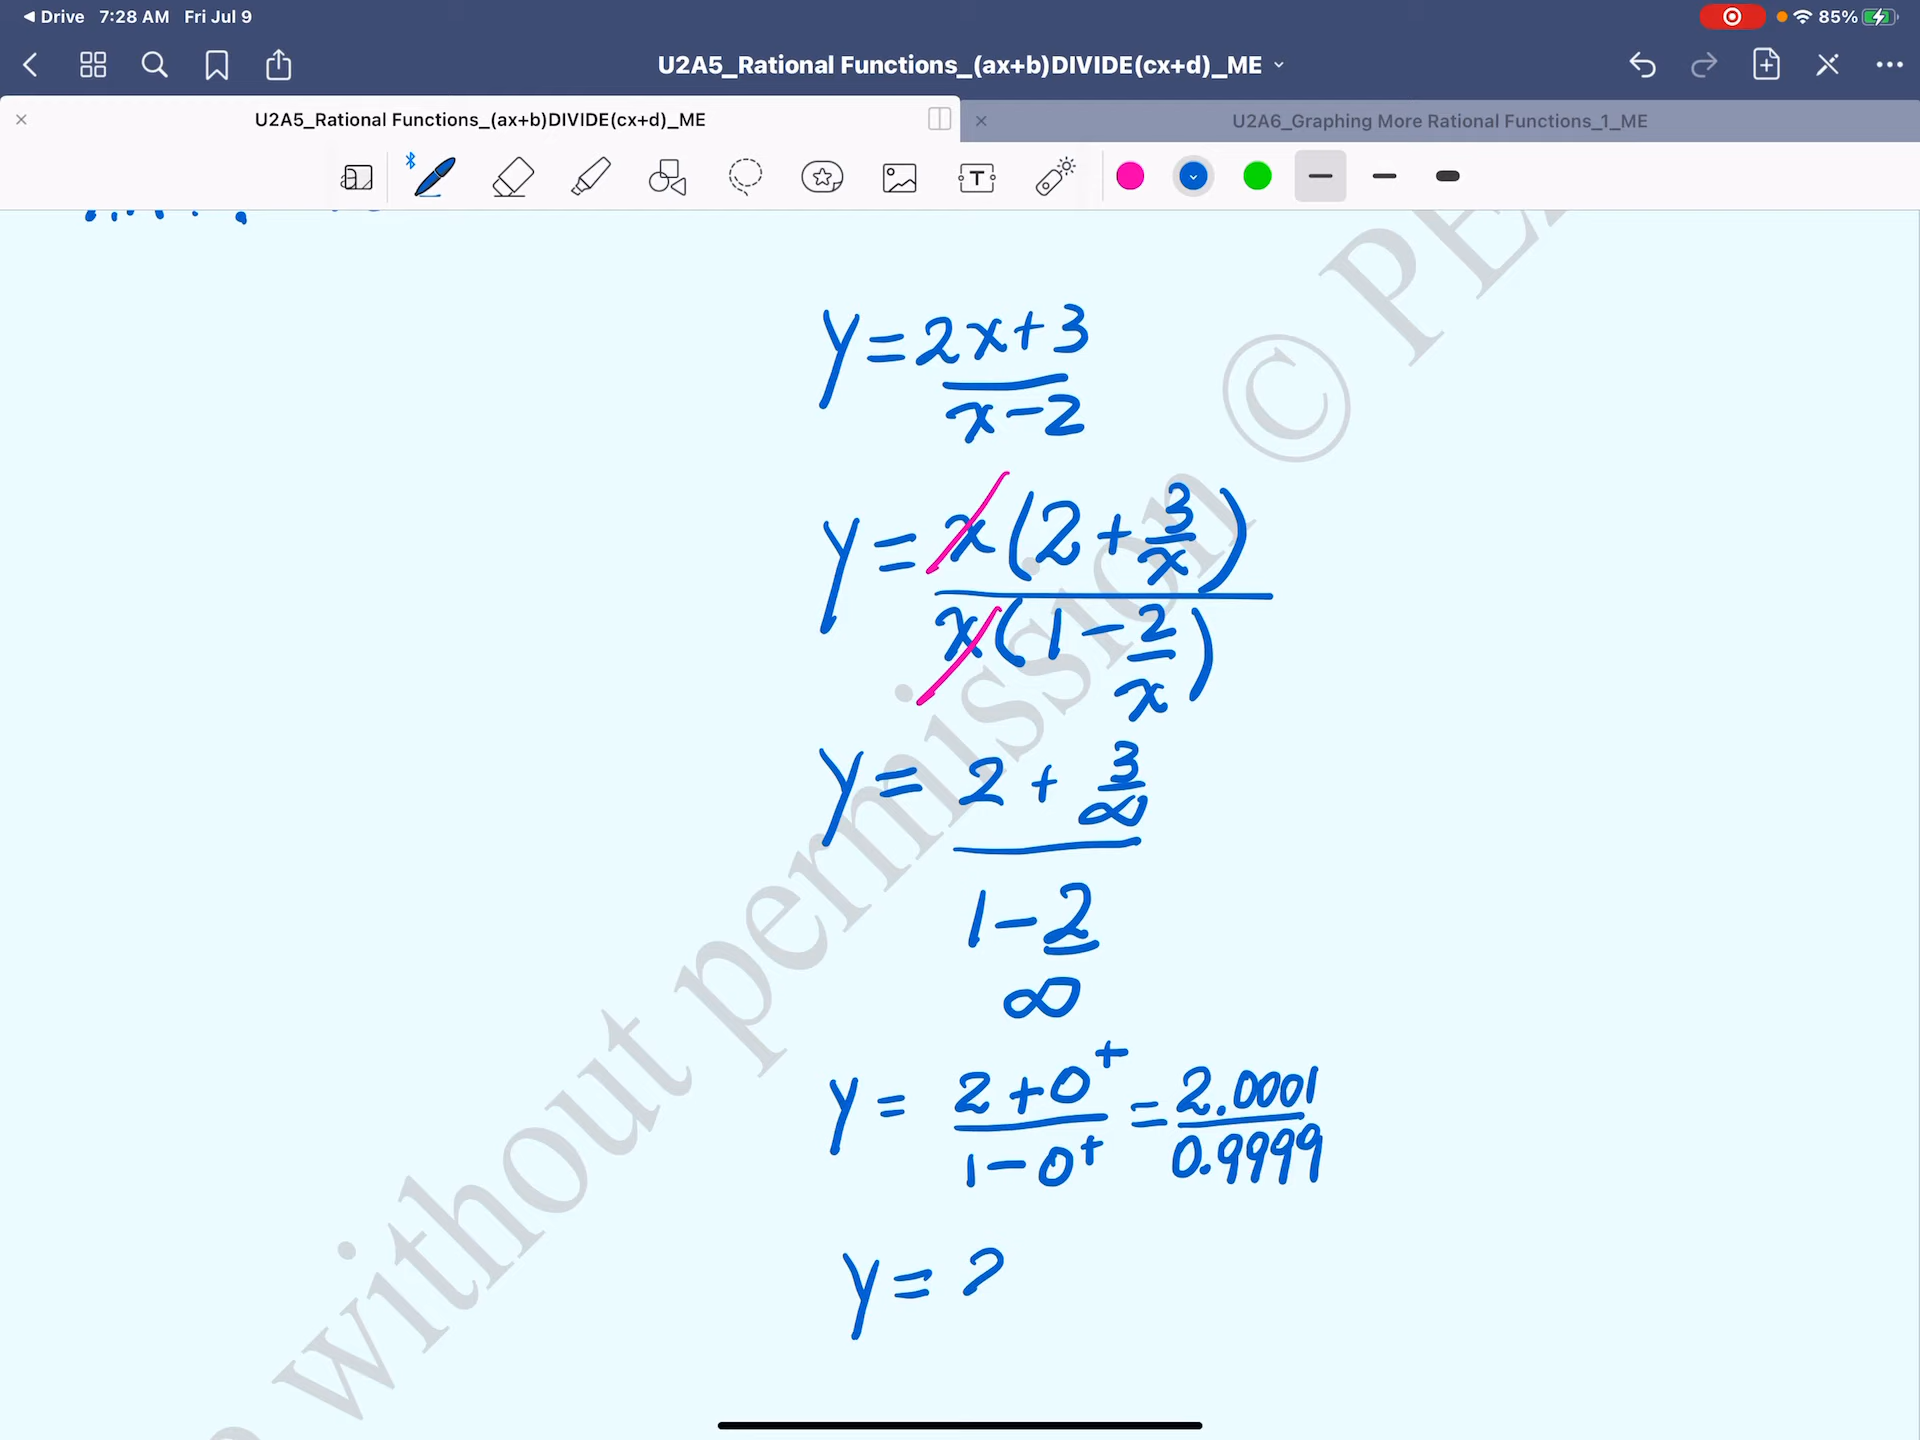 Drive 7:28 AM Fri Jul 9
85%
U2A5_Rational Functions_(ax+b)DIVIDE(cx+d)_ME
U2A5_Rational Functions_(ax+b)DIVIDE(cx+d)_ME
U2A6_Graphing More Rational Functions_1_ME
y = 2x+3
x-2
y = x(2 + 3/x)
x(1 - 2/x)
y = 2 + 3/∞
1 - 2/∞
y = 2+0⁺ = 2.0001
1-0⁺ 0.9999
y =
without permission ©